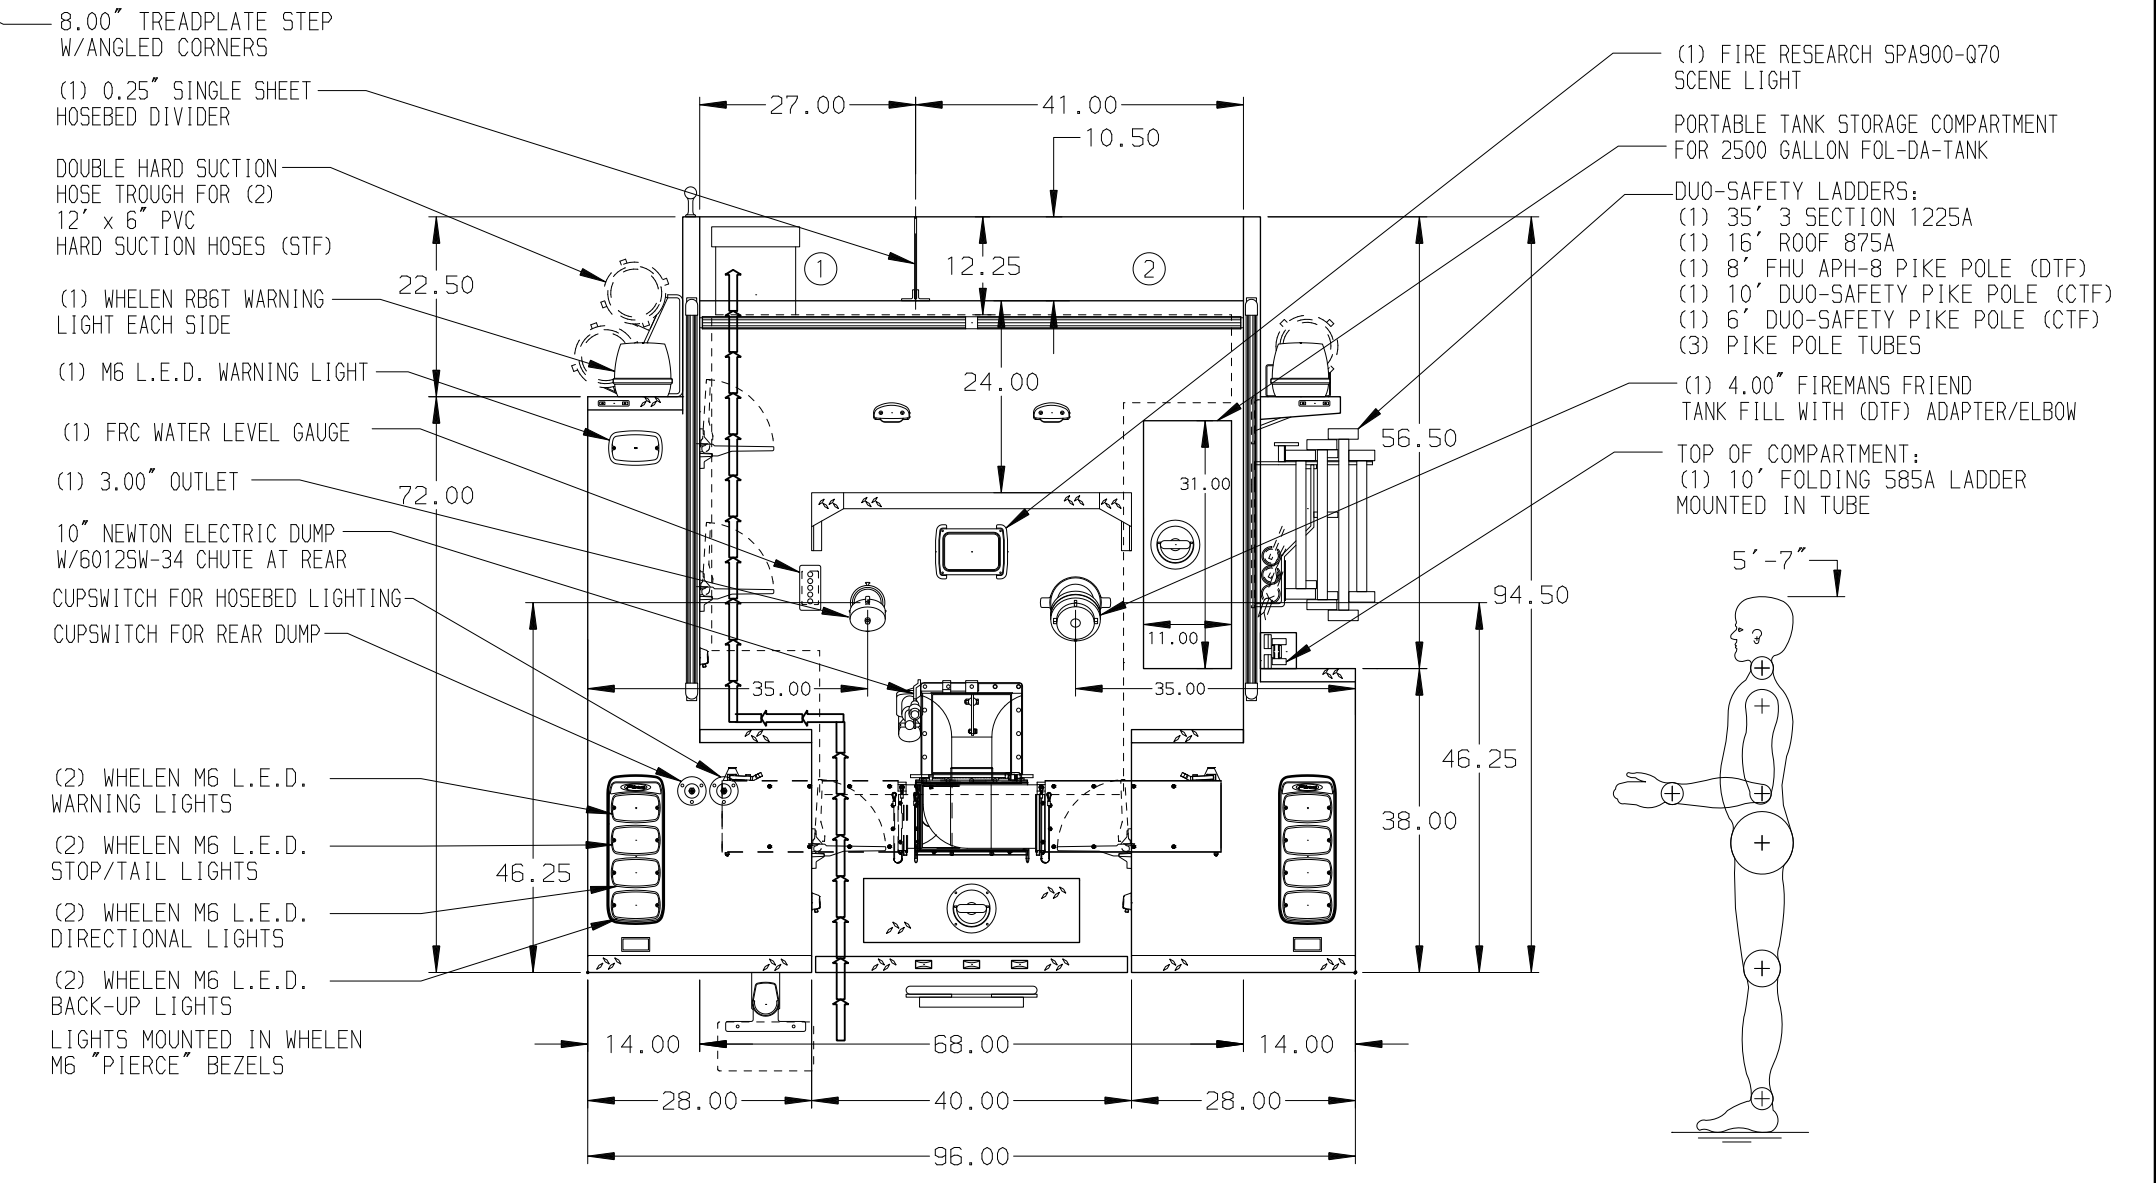 8.00" TREADPLATE STEP
W/ANGLED CORNERS
(1) 0.25" SINGLE SHEET
HOSEBED DIVIDER
DOUBLE HARD SUCTION
HOSE TROUGH FOR (2)
12' x 6" PVC
HARD SUCTION HOSES (STF)
(1) WHELEN RB6T WARNING
LIGHT EACH SIDE
(1) M6 L.E.D. WARNING LIGHT
(1) FRC WATER LEVEL GAUGE
(1) 3.00" OUTLET
10" NEWTON ELECTRIC DUMP
W/6012SW-34 CHUTE AT REAR
CUPSWITCH FOR HOSEBED LIGHTING
CUPSWITCH FOR REAR DUMP
(2) WHELEN M6 L.E.D.
WARNING LIGHTS
(2) WHELEN M6 L.E.D.
STOP/TAIL LIGHTS
(2) WHELEN M6 L.E.D.
DIRECTIONAL LIGHTS
(2) WHELEN M6 L.E.D.
BACK-UP LIGHTS
LIGHTS MOUNTED IN WHELEN
M6 "PIERCE" BEZELS
27.00
41.00
10.50
1
12.25
2
22.50
24.00
72.00
31.00
11.00
35.00
35.00
46.25
56.50
94.50
46.25
38.00
14.00
68.00
14.00
28.00
40.00
28.00
96.00
(1) FIRE RESEARCH SPA900-Q70
SCENE LIGHT
PORTABLE TANK STORAGE COMPARTMENT
FOR 2500 GALLON FOL-DA-TANK
DUO-SAFETY LADDERS:
(1) 35' 3 SECTION 1225A
(1) 16' ROOF 875A
(1) 8' FHU APH-8 PIKE POLE (DTF)
(1) 10' DUO-SAFETY PIKE POLE (CTF)
(1) 6' DUO-SAFETY PIKE POLE (CTF)
(3) PIKE POLE TUBES
(1) 4.00" FIREMANS FRIEND
TANK FILL WITH (DTF) ADAPTER/ELBOW
TOP OF COMPARTMENT:
(1) 10' FOLDING 585A LADDER
MOUNTED IN TUBE
5'-7"